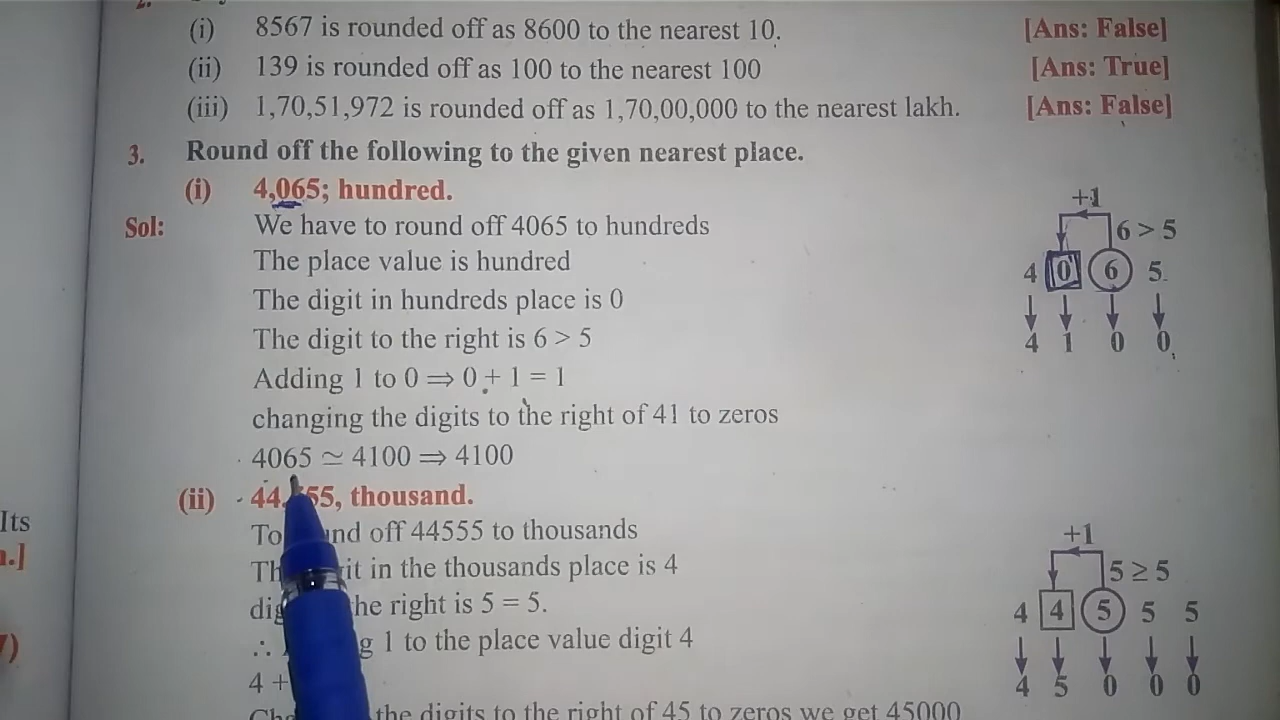 2.
(i) 8567 is rounded off as 8600 to the nearest 10. [Ans: False]
(ii) 139 is rounded off as 100 to the nearest 100 [Ans: True]
(iii) 1,70,51,972 is rounded off as 1,70,00,000 to the nearest lakh. [Ans: False]
3. Round off the following to the given nearest place.
(i) 4,065; hundred.
Sol: We have to round off 4065 to hundreds
The place value is hundred
The digit in hundreds place is 0
The digit to the right is 6 > 5
Adding 1 to 0 ⇒ 0 + 1 = 1
changing the digits to the right of 41 to zeros
4065 ≃ 4100 ⇒ 4100
+1
6 > 5
4 0 6 5
4 1 0 0
(ii) 44, 55, thousand.
off 44555 to thousands
in the thousands place is 4
right is 5 = 5.
∴ 1 to the place value digit 4
4 +
the digits to the right of 45 to zeros we get 45000
+1
5 ≥ 5
4 4 5 5 5
4 5 0 0 0
Its